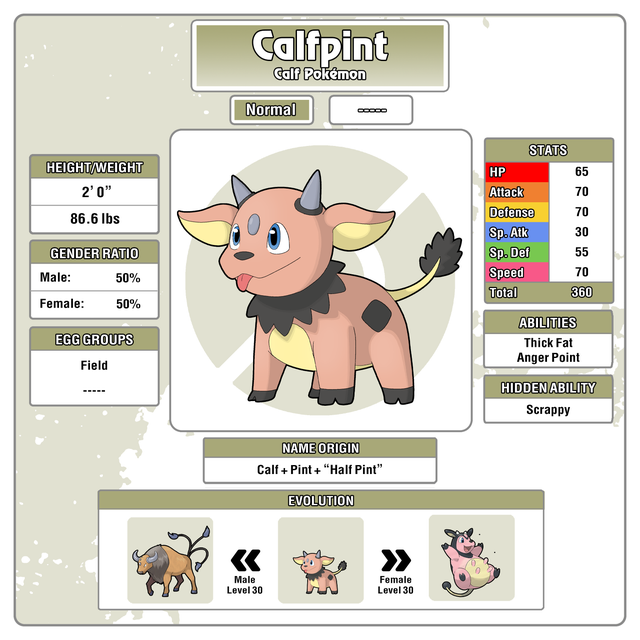 Calfpint
Calf Pokémon
Normal
-----
HEIGHT/WEIGHT
2' 0"
86.6 lbs
GENDER RATIO
Male: 50%
Female: 50%
EGG GROUPS
Field
-----
STATS
HP 65
Attack 70
Defense 70
Sp. Atk 30
Sp. Def 55
Speed 70
Total 360
ABILITIES
Thick Fat
Anger Point
HIDDEN ABILITY
Scrappy
NAME ORIGIN
Calf + Pint + “Half Pint”
EVOLUTION
Male
Level 30
Female
Level 30